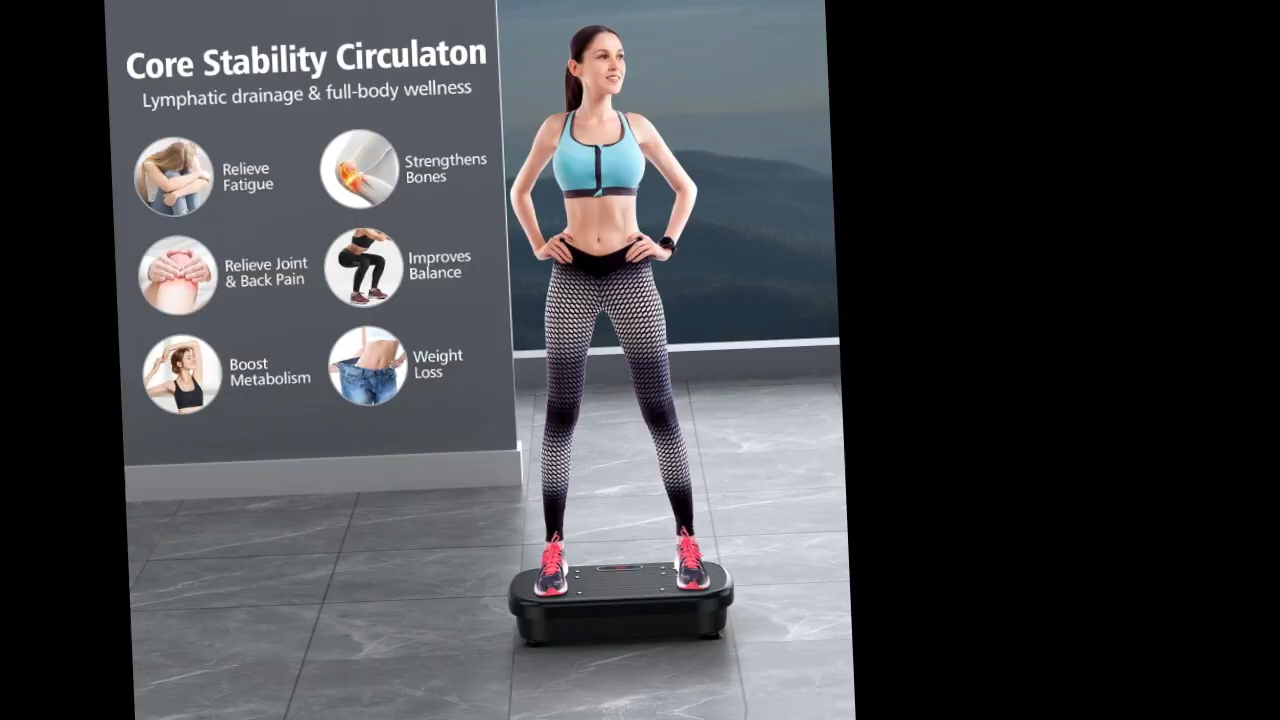 Core Stability Circulaton
Lymphatic drainage & full-body wellness
Relieve
Fatigue
Strengthens
Bones
Relieve Joint
& Back Pain
Improves
Balance
Boost
Metabolism
Weight
Loss